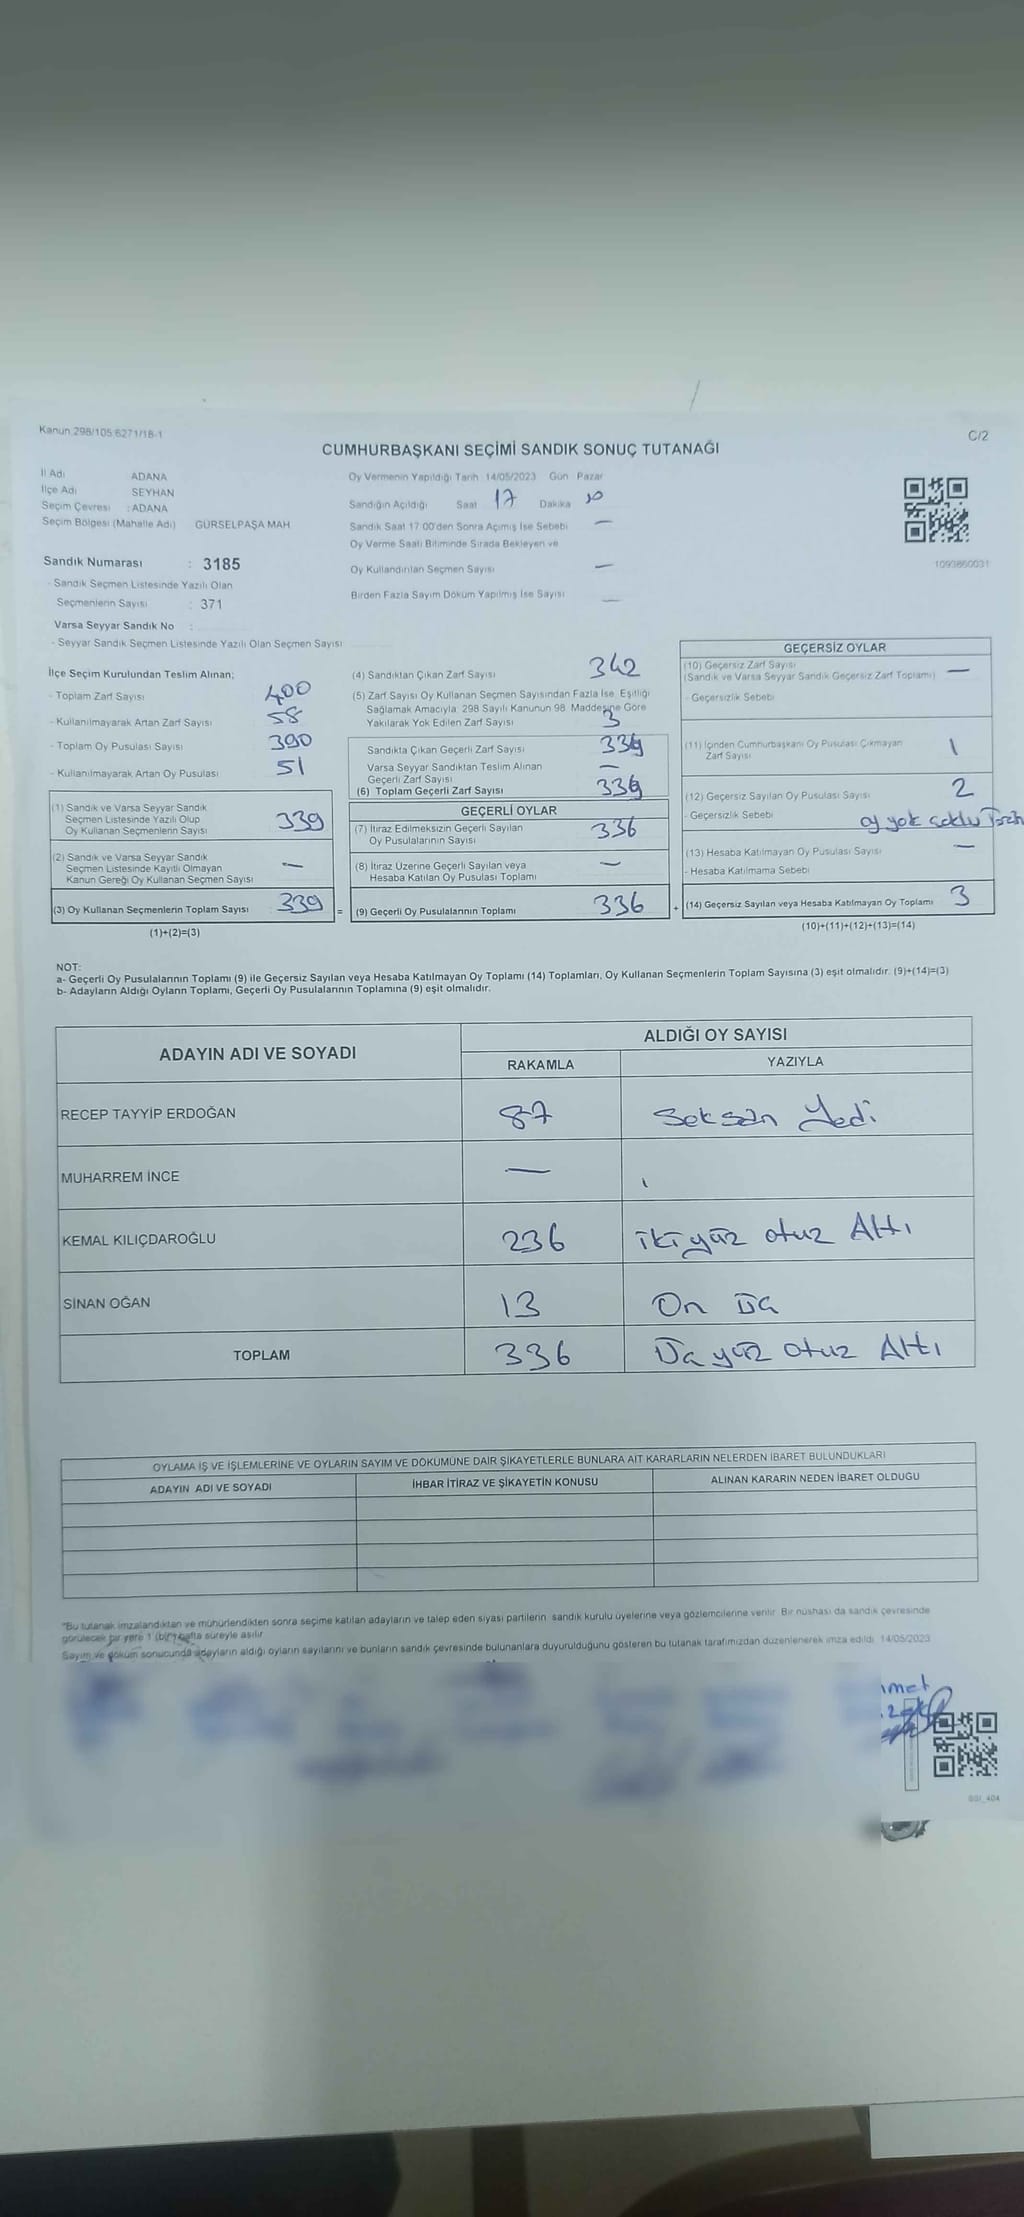 Kanun 298/105 6271/18-1
C/2
CUMHURBAŞKANI SEÇİMİ SANDIK SONUÇ TUTANAĞI
İl Adı ADANA
İlçe Adı SEYHAN
Seçim Çevresi : ADANA
Seçim Bölgesi (Mahalle Adı) GÜRSELPAŞA MAH
Sandık Numarası : 3185
- Sandık Seçmen Listesinde Yazılı Olan
Seçmenlerin Sayısı : 371
Varsa Seyyar Sandık No :
- Seyyar Sandık Seçmen Listesinde Yazılı Olan Seçmen Sayısı
Oy Vermenin Yapıldığı Tarih 14/05/2023 Gün Pazar
Sandığın Açıldığı Saat 17 Dakika
Sandık Saat 17.00'den Sonra Açımış İse Sebebi —
Oy Verme Saati Bitiminde Sırada Bekleyen ve
Oy Kullandırılan Seçmen Sayısı —
Birden Fazla Sayım Döküm Yapılmış İse Sayısı —
1093860031
İlçe Seçim Kurulundan Teslim Alınan;
- Toplam Zarf Sayısı 400
- Kullanılmayarak Artan Zarf Sayısı 58
- Toplam Oy Pusulası Sayısı 390
- Kullanılmayarak Artan Oy Pusulası 51
(1) Sandık ve Varsa Seyyar Sandık
Seçmen Listesinde Yazılı Olup
Oy Kullanan Seçmenlerin Sayısı 339
(2) Sandık ve Varsa Seyyar Sandık
Seçmen Listesinde Kayıtlı Olmayan
Kanun Gereği Oy Kullanan Seçmen Sayısı —
(3) Oy Kullanan Seçmenlerin Toplam Sayısı 339 =
(1)+(2)=(3)
(4) Sandıktan Çıkan Zarf Sayısı 342
(5) Zarf Sayısı Oy Kullanan Seçmen Sayısından Fazla İse, Eşitliği
Sağlamak Amacıyla, 298 Sayılı Kanunun 98. Maddesine Göre
Yakılarak Yok Edilen Zarf Sayısı 3
Sandıkta Çıkan Geçerli Zarf Sayısı 339
Varsa Seyyar Sandıktan Teslim Alınan
Geçerli Zarf Sayısı —
(6) Toplam Geçerli Zarf Sayısı 339
GEÇERLİ OYLAR
(7) İtiraz Edilmeksizin Geçerli Sayılan
Oy Pusulalarının Sayısı 336
(8) İtiraz Üzerine Geçerli Sayılan veya
Hesaba Katılan Oy Pusulası Toplamı —
(9) Geçerli Oy Pusulalarının Toplamı 336 +
GEÇERSİZ OYLAR
(10) Geçersiz Zarf Sayısı
(Sandık ve Varsa Seyyar Sandık Geçersiz Zarf Toplamı) —
- Geçersizlik Sebebi
(11) İçinden Cumhurbaşkanı Oy Pusulası Çıkmayan
Zarf Sayısı 1
(12) Geçersiz Sayılan Oy Pusulası Sayısı 2
- Geçersizlik Sebebi oy yok
(13) Hesaba Katılmayan Oy Pusulası Sayısı —
- Hesaba Katılmama Sebebi
(14) Geçersiz Sayılan veya Hesaba Katılmayan Oy Toplamı 3
(10)+(11)+(12)+(13)=(14)
NOT:
a- Geçerli Oy Pusulalarının Toplamı (9) ile Geçersiz Sayılan veya Hesaba Katılmayan Oy Toplamı (14) Toplamları, Oy Kullanan Seçmenlerin Toplam Sayısına (3) eşit olmalıdır. (9)+(14)=(3)
b- Adayların Aldığı Oyların Toplamı, Geçerli Oy Pusulalarının Toplamına (9) eşit olmalıdır.
ADAYIN ADI VE SOYADI
ALDIĞI OY SAYISI
RAKAMLA YAZIYLA
RECEP TAYYİP ERDOĞAN 87 Seksan Yedi
MUHARREM İNCE —
KEMAL KILIÇDAROĞLU 236 ikiyüz otuz Altı
SİNAN OĞAN 13 On Üç
TOPLAM 336 Üç yüz otuz Altı
OYLAMA İŞ VE İŞLEMLERİNE VE OYLARIN SAYIM VE DÖKÜMÜNE DAİR ŞİKAYETLERLE BUNLARA AİT KARARLARIN NELERDEN İBARET BULUNDUKLARI
ADAYIN ADI VE SOYADI İHBAR İTİRAZ VE ŞİKAYETİN KONUSU ALINAN KARARIN NEDEN İBARET OLDUĞU
"Bu tutanak imzalandıktan ve mühürlendikten sonra seçime katılan adayların ve talep eden siyasi partilerin sandık kurulu üyelerine veya gözlemcilerine verilir. Bir nüshası da sandık çevresinde
görülecek bir yere 1 (bir) hafta süreyle asılır.
Sayım ve döküm sonucunda adayların aldığı oyların sayılarını ve bunların sandık çevresinde bulunanlara duyurulduğunu gösteren bu tutanak tarafımızdan düzenlenerek imza edildi. 14/05/2023